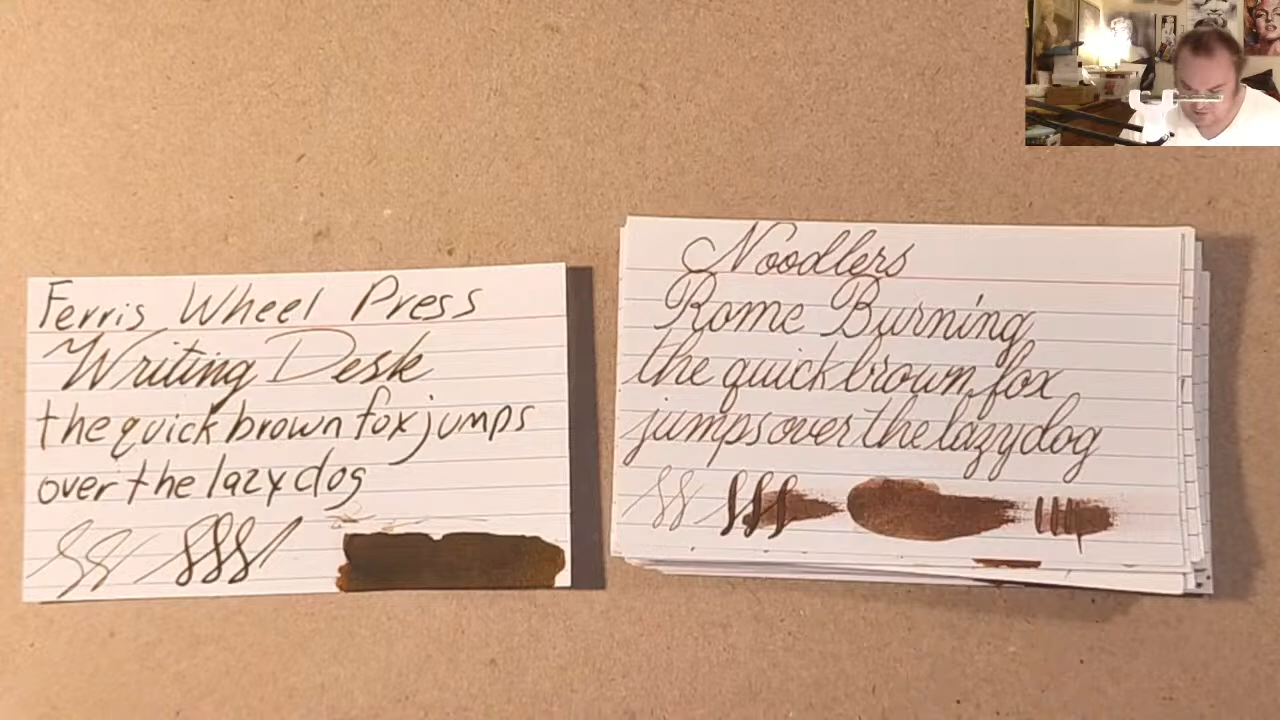 Ferris Wheel Press
Writing Desk
the quick brown fox jumps
over the lazy dog
Noodlers
Rome Burning
the quick brown fox
jumps over the lazy dog